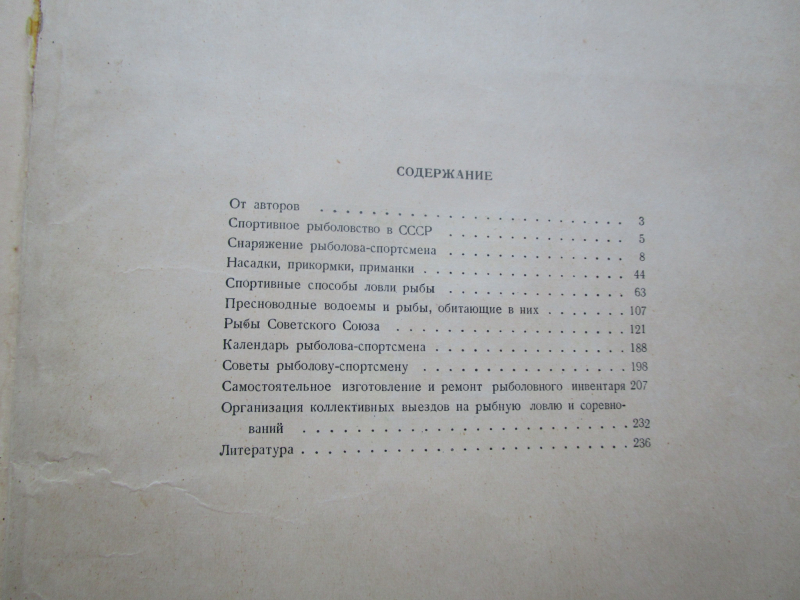 СОДЕРЖАНИЕ
От авторов . . . . . . . . . . . . . . . . . . . . . 3
Спортивное рыболовство в СССР . . . . . . . . . . . . 5
Снаряжение рыболова-спортсмена . . . . . . . . . . . . 8
Насадки, прикормки, приманки . . . . . . . . . . . . . 44
Спортивные способы ловли рыбы . . . . . . . . . . . . 63
Пресноводные водоемы и рыбы, обитающие в них . . . . . 107
Рыбы Советского Союза . . . . . . . . . . . . . . . 121
Календарь рыболова-спортсмена . . . . . . . . . . . . 188
Советы рыболову-спортсмену . . . . . . . . . . . . . 198
Самостоятельное изготовление и ремонт рыболовного инвентаря 207
Организация коллективных выездов на рыбную ловлю и соревно-
ваний . . . . . . . . . . . . . . . . . . . . . . 232
Литература . . . . . . . . . . . . . . . . . . . . . 236